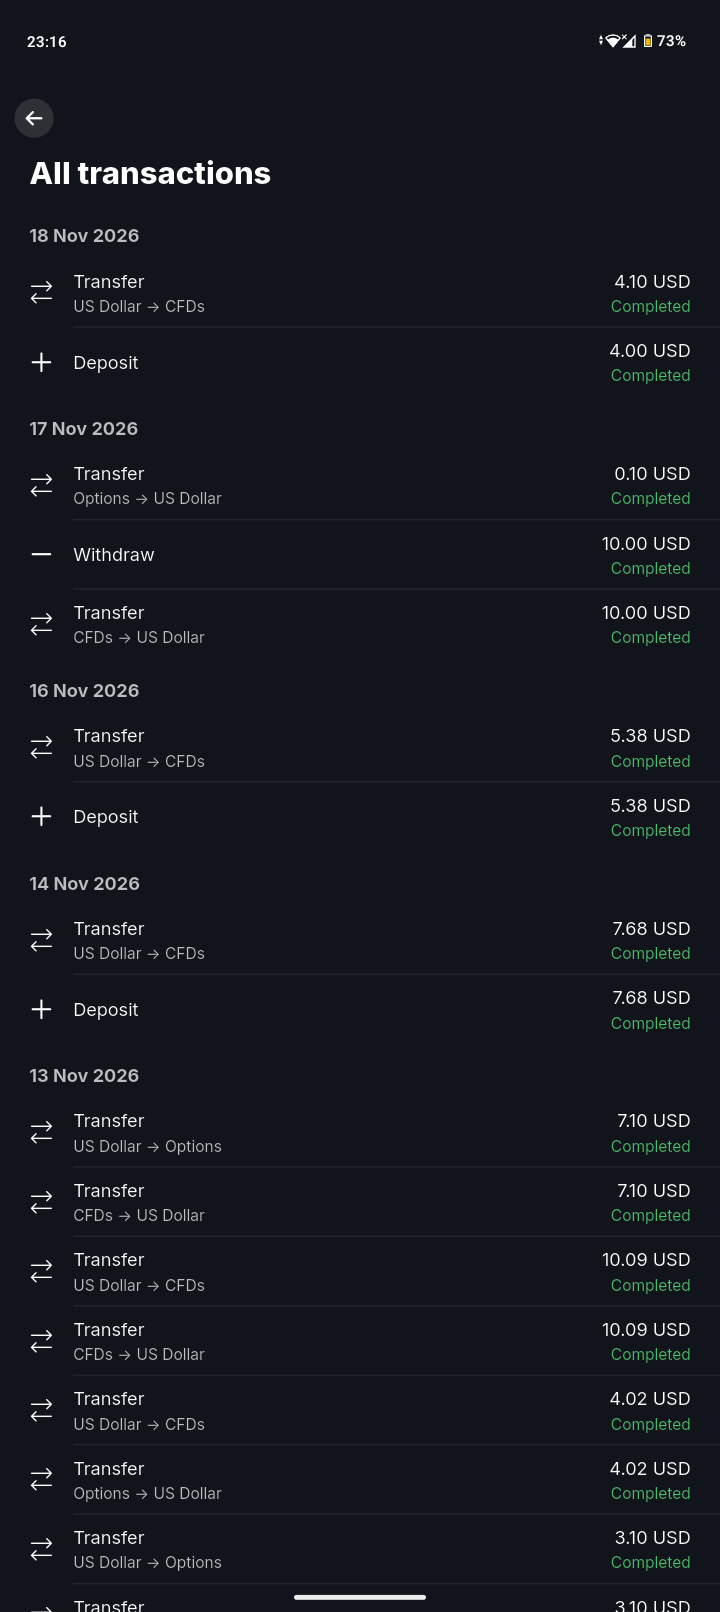 23:16
73%
All transactions
18 Nov 2026
Transfer
4.10 USD
US Dollar → CFDs
Completed
Deposit
4.00 USD
Completed
17 Nov 2026
Transfer
0.10 USD
Options → US Dollar
Completed
Withdraw
10.00 USD
Completed
Transfer
10.00 USD
CFDs → US Dollar
Completed
16 Nov 2026
Transfer
5.38 USD
US Dollar → CFDs
Completed
Deposit
5.38 USD
Completed
14 Nov 2026
Transfer
7.68 USD
US Dollar → CFDs
Completed
Deposit
7.68 USD
Completed
13 Nov 2026
Transfer
7.10 USD
US Dollar → Options
Completed
Transfer
7.10 USD
CFDs → US Dollar
Completed
Transfer
10.09 USD
US Dollar → CFDs
Completed
Transfer
10.09 USD
CFDs → US Dollar
Completed
Transfer
4.02 USD
US Dollar → CFDs
Completed
Transfer
4.02 USD
Options → US Dollar
Completed
Transfer
3.10 USD
US Dollar → Options
Completed
Transfer
3.10 USD